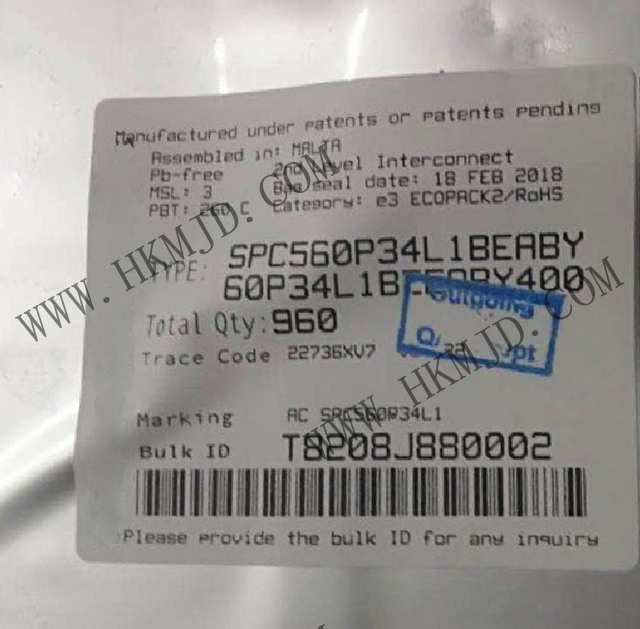 Manufactured under patents or patents pending
Assembled in: MALTA
Pb-free 2nd Level Interconnect
MSL: 3 Bag seal date: 18 FEB 2018
PBT: 260 C Category: e3 ECOPACK2/RoHS
TYPE: SPC560P34L1BEABY
Outgoing
Total Qty: 960
Trace Code 22736XV7
Marking AC SPC560P34L1
Bulk ID T8208J880002
Please provide the bulk ID for any inquiry
WWW.HKMJD.COM
WWW.HKMJD.COM